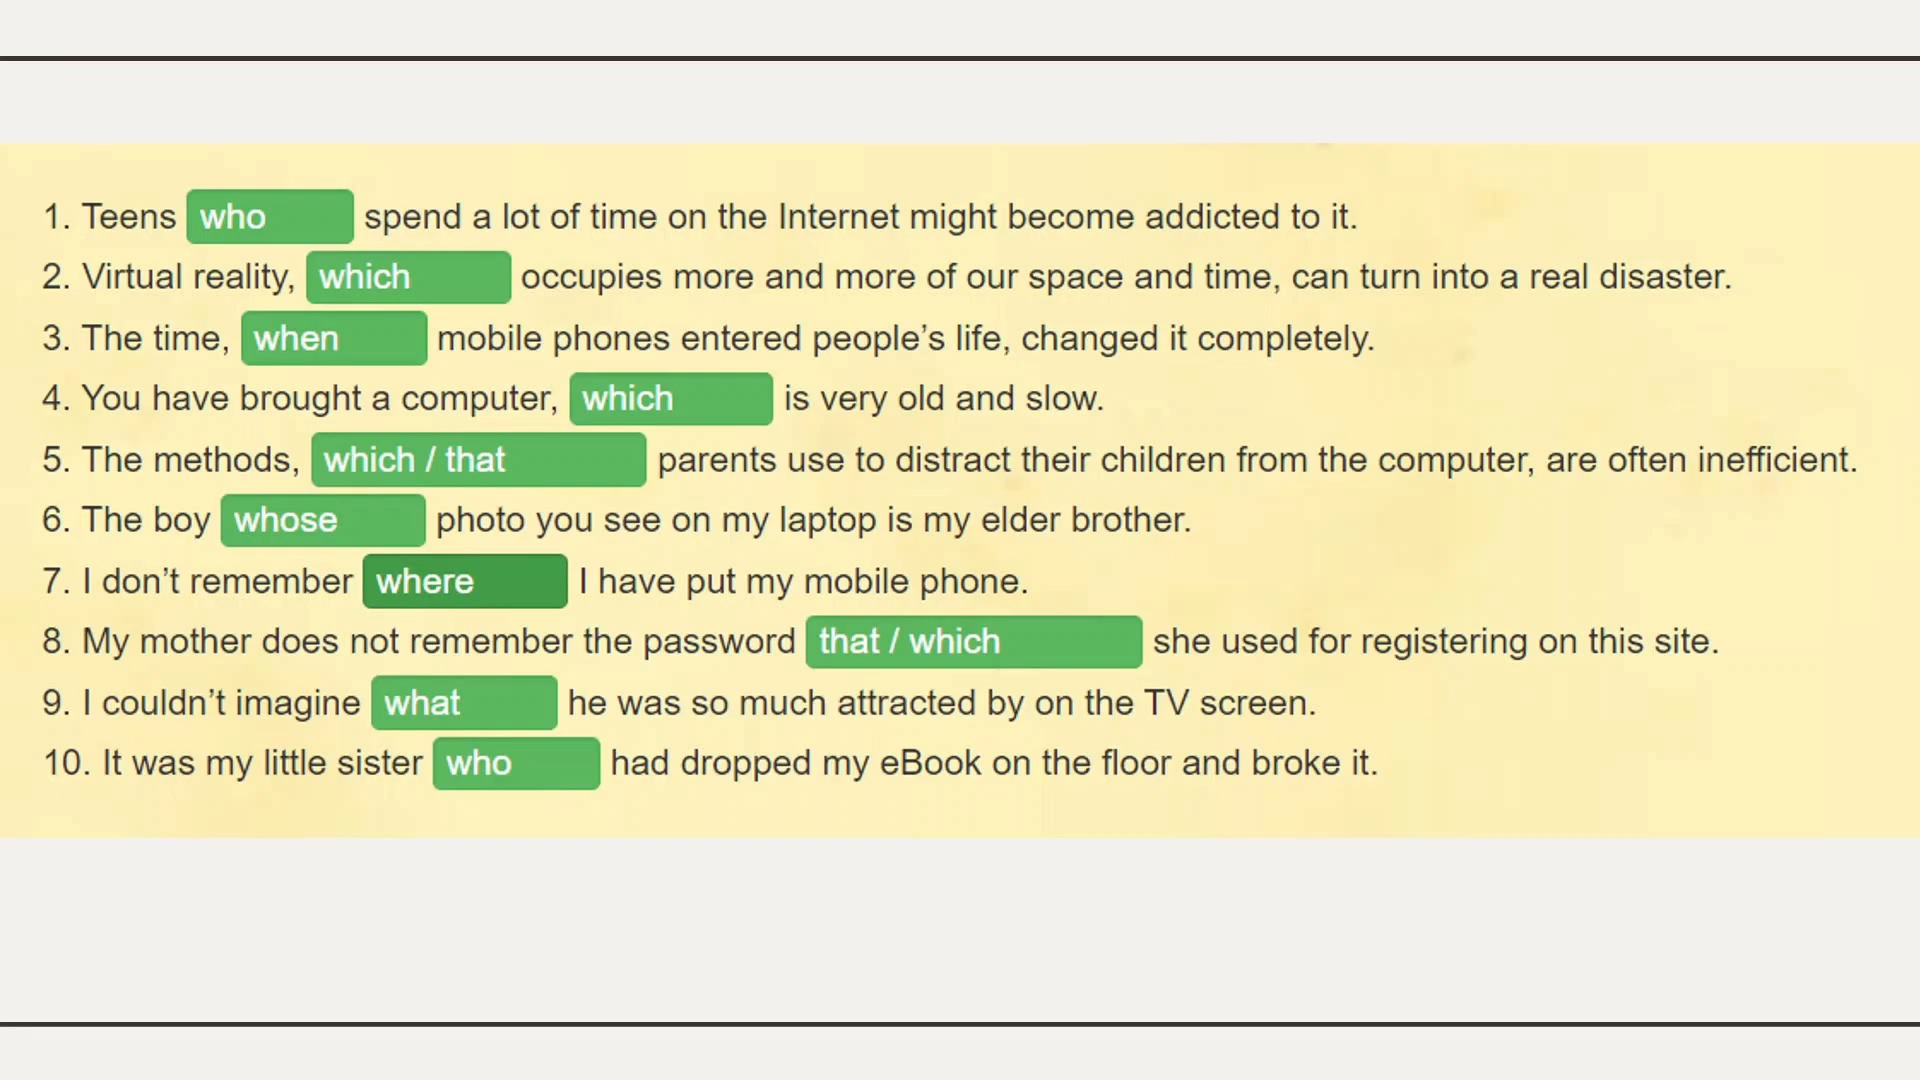 1. Teens who spend a lot of time on the Internet might become addicted to it.
2. Virtual reality, which occupies more and more of our space and time, can turn into a real disaster.
3. The time, when mobile phones entered people’s life, changed it completely.
4. You have brought a computer, which is very old and slow.
5. The methods, which / that parents use to distract their children from the computer, are often inefficient.
6. The boy whose photo you see on my laptop is my elder brother.
7. I don’t remember where I have put my mobile phone.
8. My mother does not remember the password that / which she used for registering on this site.
9. I couldn’t imagine what he was so much attracted by on the TV screen.
10. It was my little sister who had dropped my eBook on the floor and broke it.